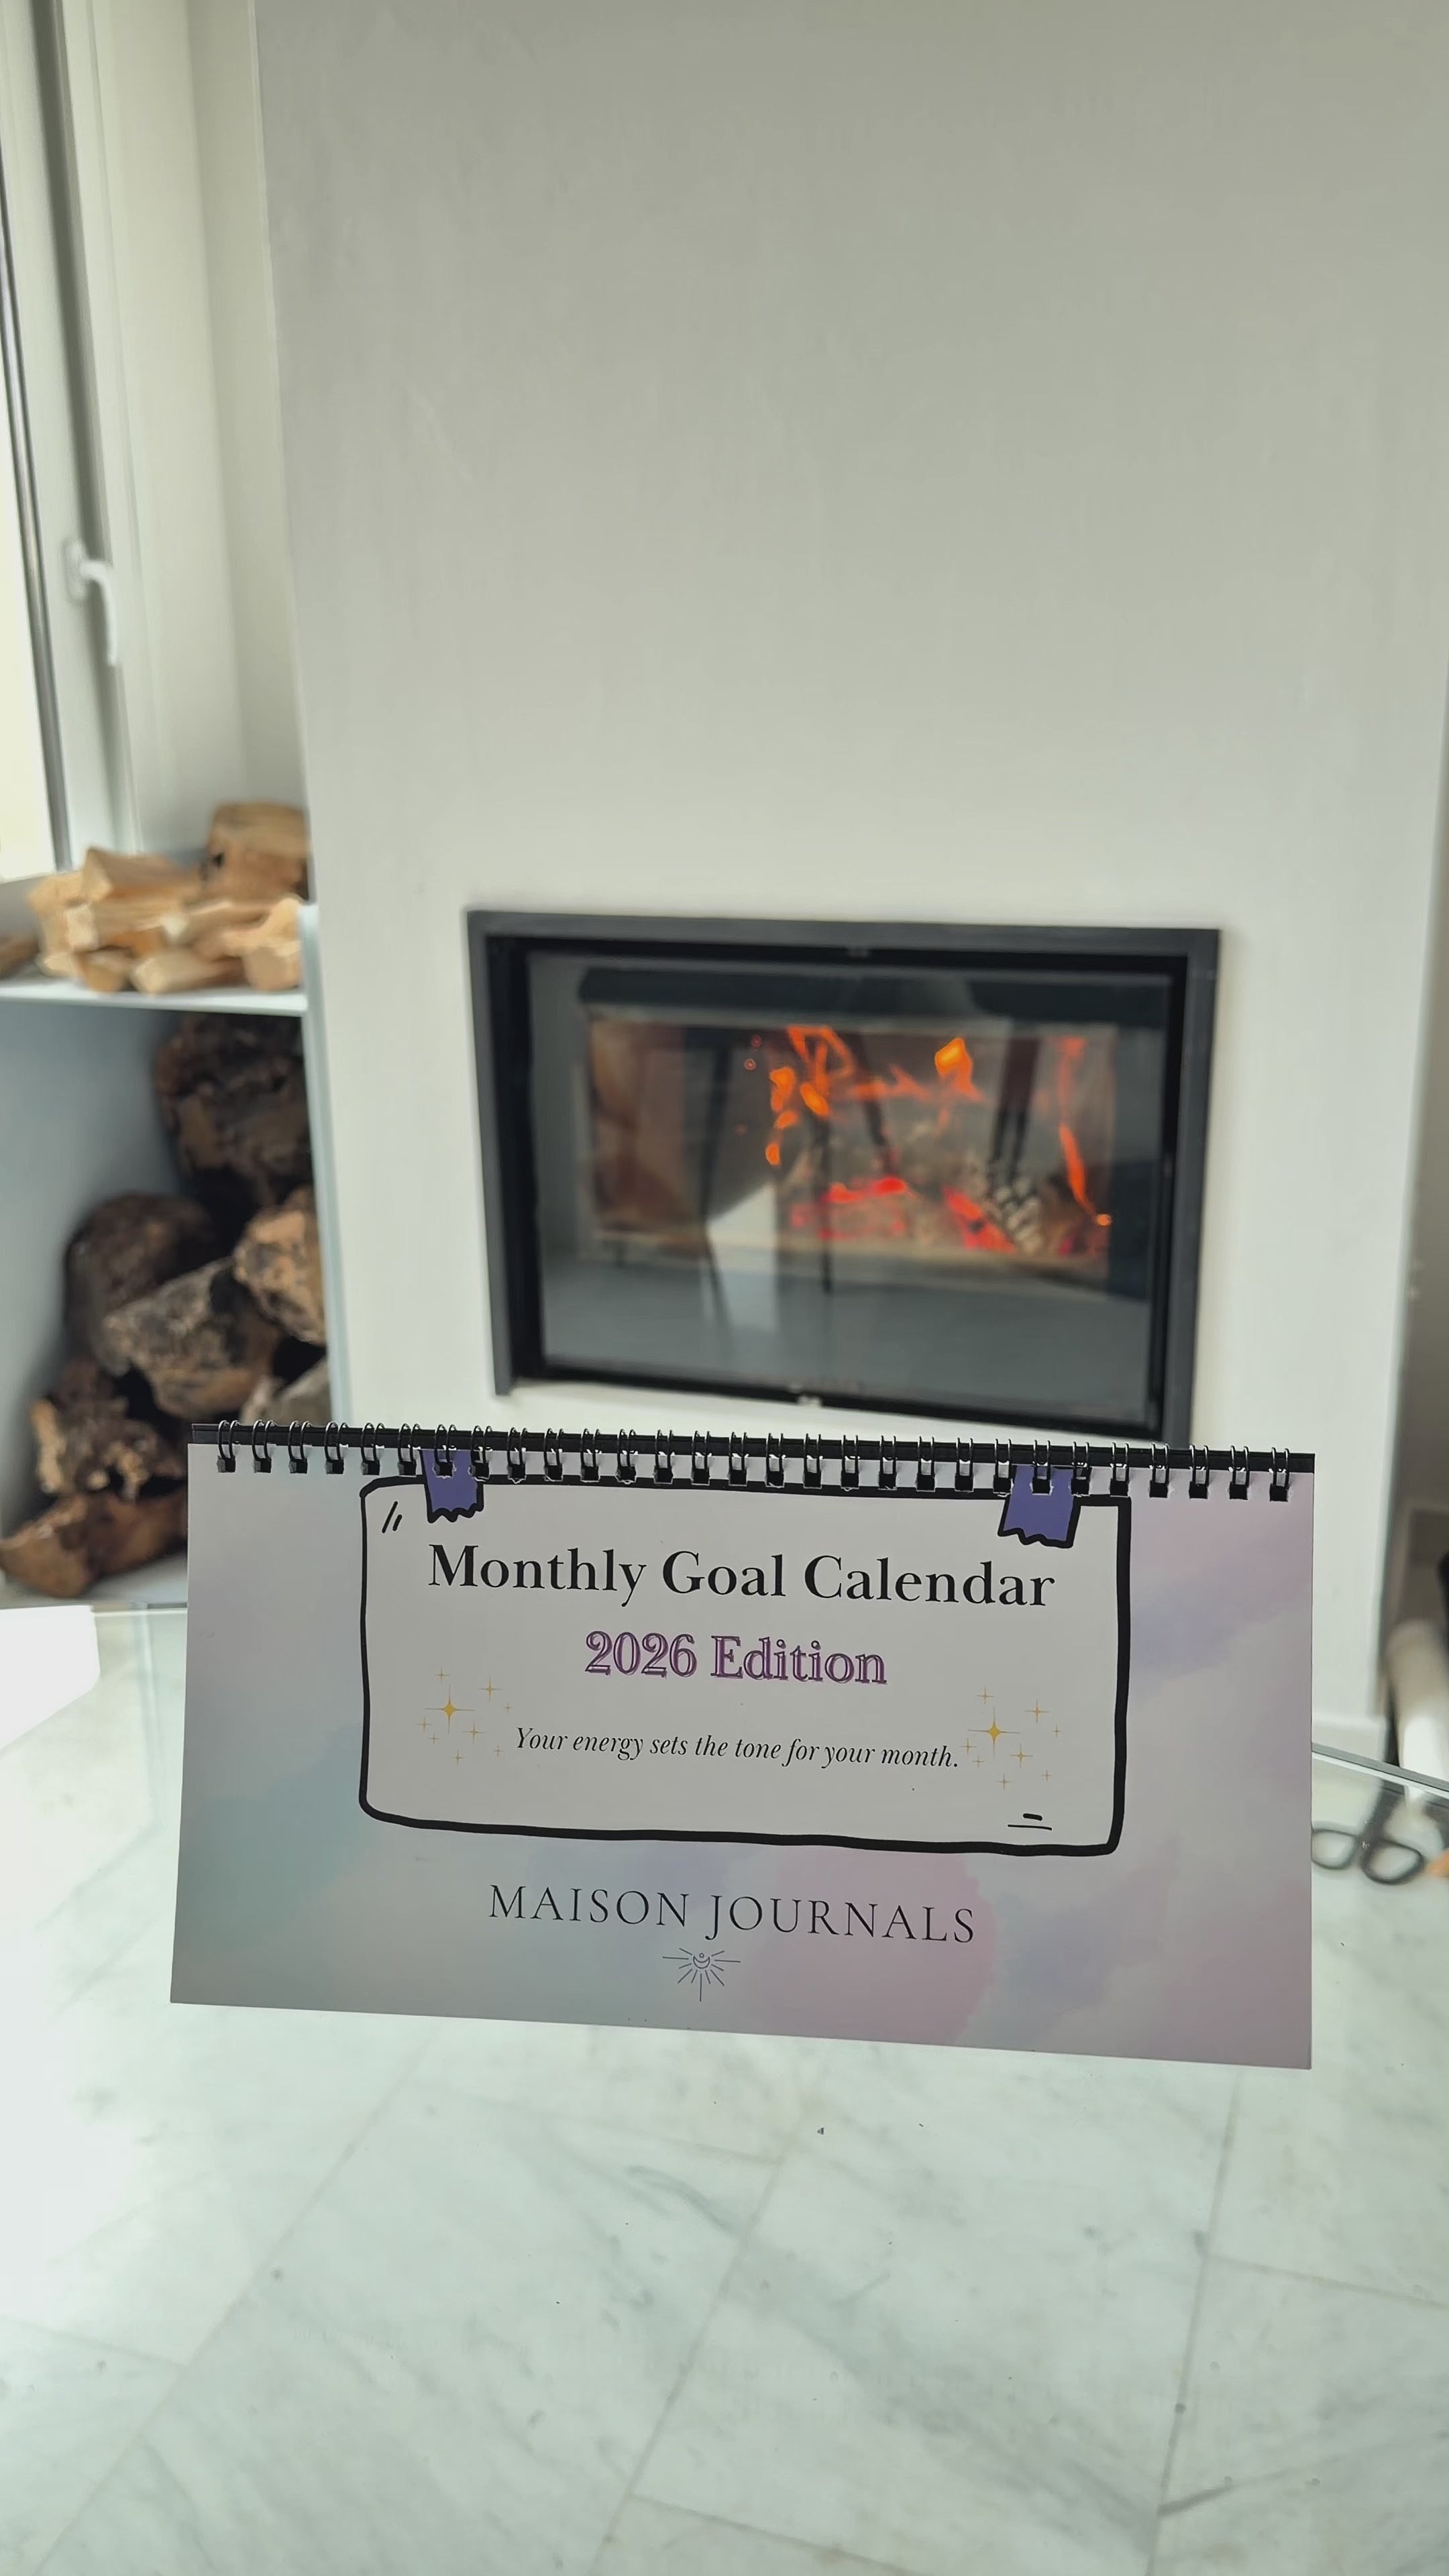 Monthly Goal Calendar
2026 Edition
Your energy sets the tone for your month.
MAISON JOURNALS